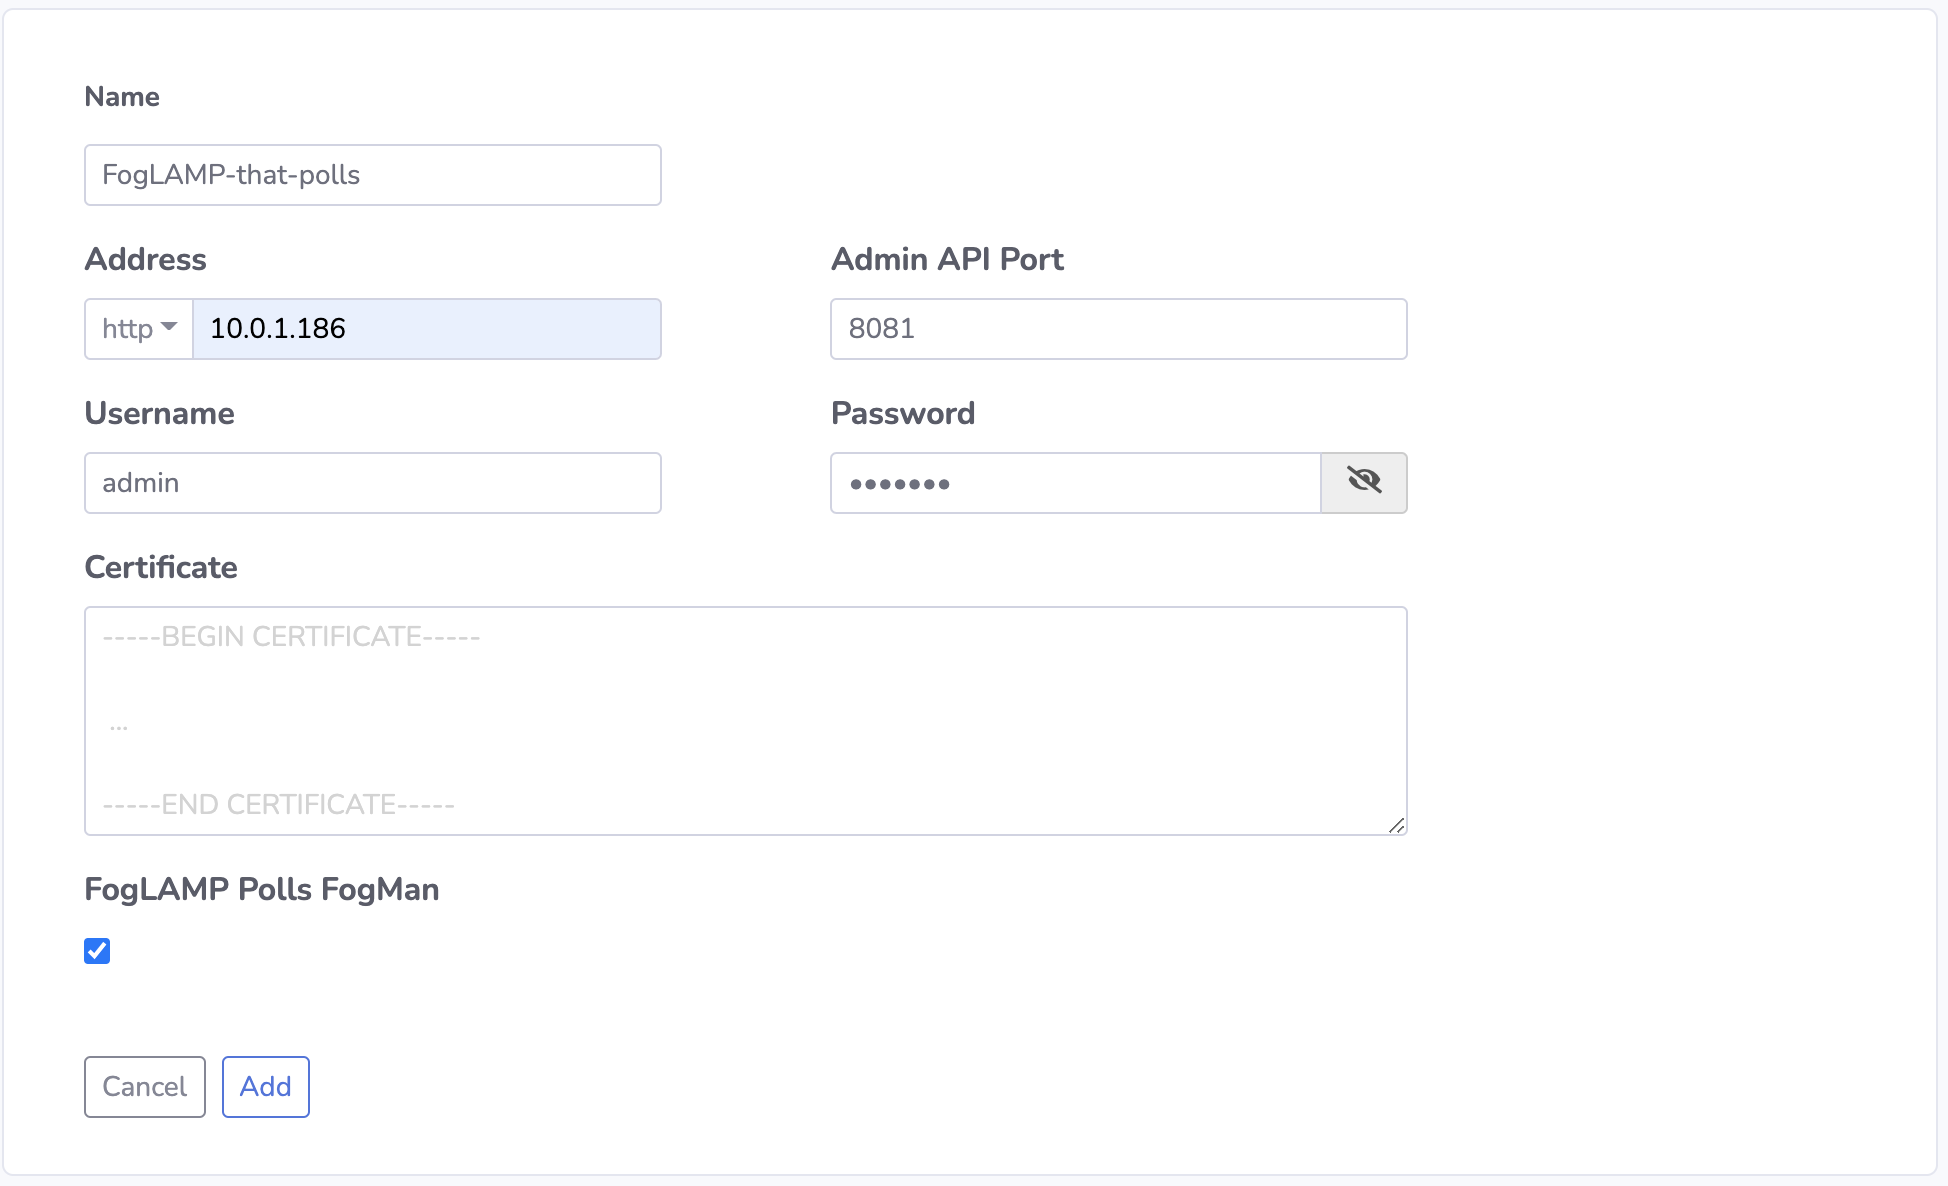 Name
FogLAMP-that-polls
Address
Admin API Port
http
10.0.1.186
8081
Username
Password
admin
•••••••
Certificate
-----BEGIN CERTIFICATE-----
...
-----END CERTIFICATE-----
FogLAMP Polls FogMan
Cancel
Add